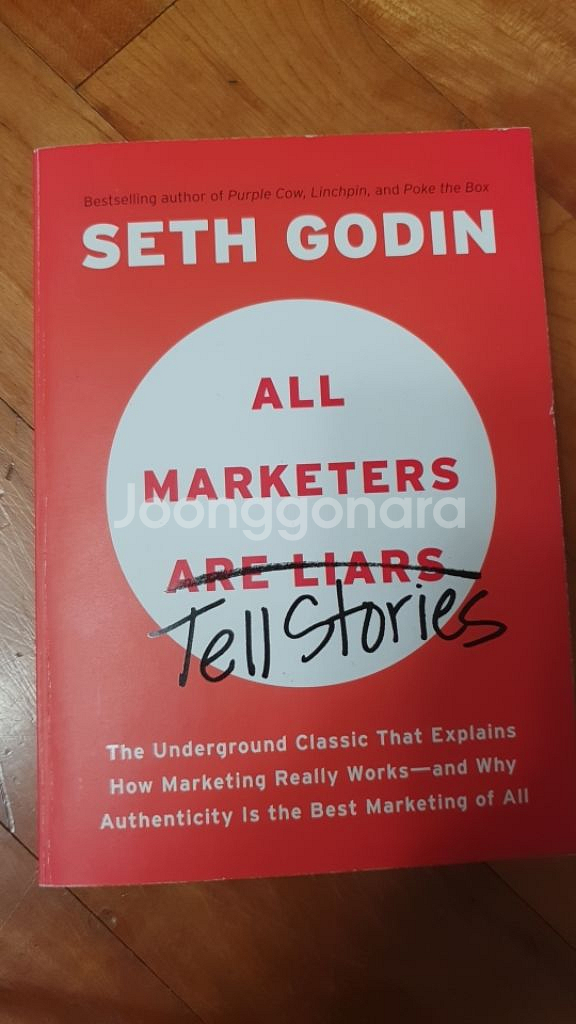 Bestselling author of Purple Cow, Linchpin, and Poke the Box
SETH GODIN
ALL
MARKETERS
Joonggonara
ARE LIARS
Tell Stories
The Underground Classic That Explains
How Marketing Really Works—and Why
Authenticity Is the Best Marketing of All